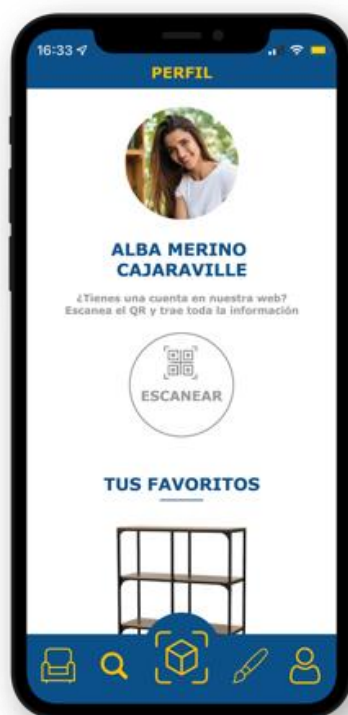 16:33
PERFIL
ALBA MERINO
CAJARAVILLE
¿Tienes una cuenta en nuestra web?
Escanea el QR y trae toda la información
ESCANEAR
TUS FAVORITOS